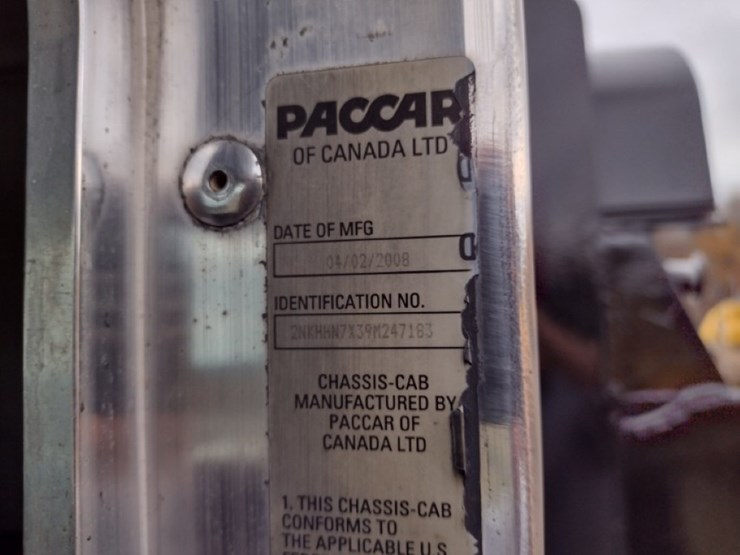 PACCAR
OF CANADA LTD
DATE OF MFG
04/02/2008
IDENTIFICATION NO.
2NKHHN7X39M247183
CHASSIS-CAB
MANUFACTURED BY
PACCAR OF
CANADA LTD
1. THIS CHASSIS-CAB
CONFORMS TO
THE APPLICABLE U.S